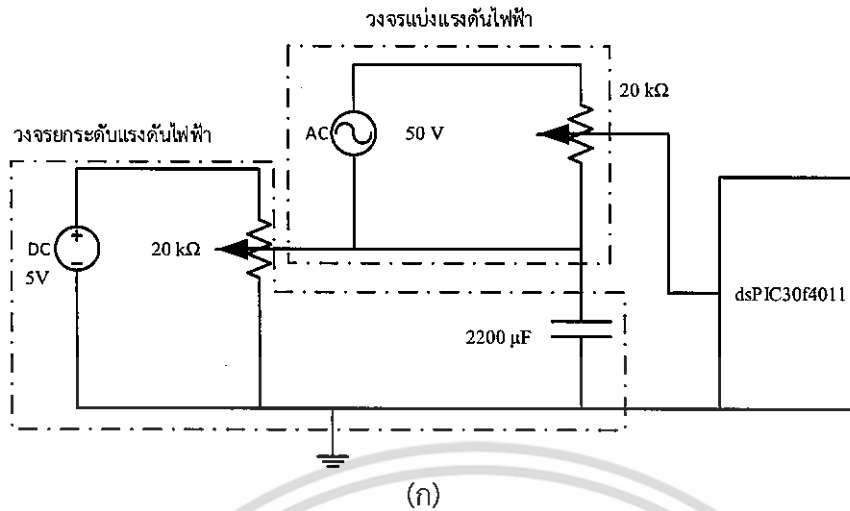 วงจรแบ่งแรงดันไฟฟ้า
20 kΩ
AC
50 V
วงจรยกระดับแรงดันไฟฟ้า
DC
5V
20 kΩ
dsPIC30f4011
2200 μF
(ก)